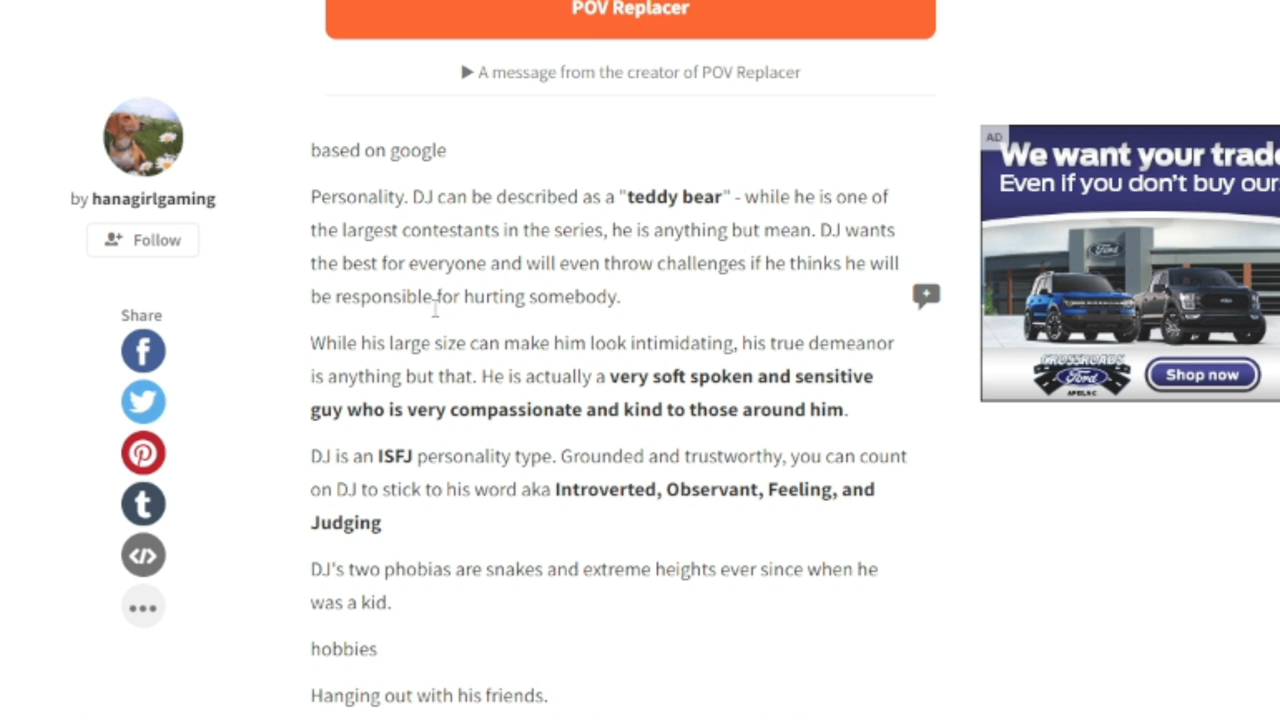 POV Replacer
▶ A message from the creator of POV Replacer
by hanagirlgaming
Follow
Share
based on google
Personality. DJ can be described as a "teddy bear" - while he is one of
the largest contestants in the series, he is anything but mean. DJ wants
the best for everyone and will even throw challenges if he thinks he will
be responsible for hurting somebody.
While his large size can make him look intimidating, his true demeanor
is anything but that. He is actually a very soft spoken and sensitive
guy who is very compassionate and kind to those around him.
DJ is an ISFJ personality type. Grounded and trustworthy, you can count
on DJ to stick to his word aka Introverted, Observant, Feeling, and
Judging
DJ's two phobias are snakes and extreme heights ever since when he
was a kid.
hobbies
Hanging out with his friends.
AD
We want your trade
Even if you don't buy our
Ford
CROSSROADS
Ford
APEX, NC
Shop now